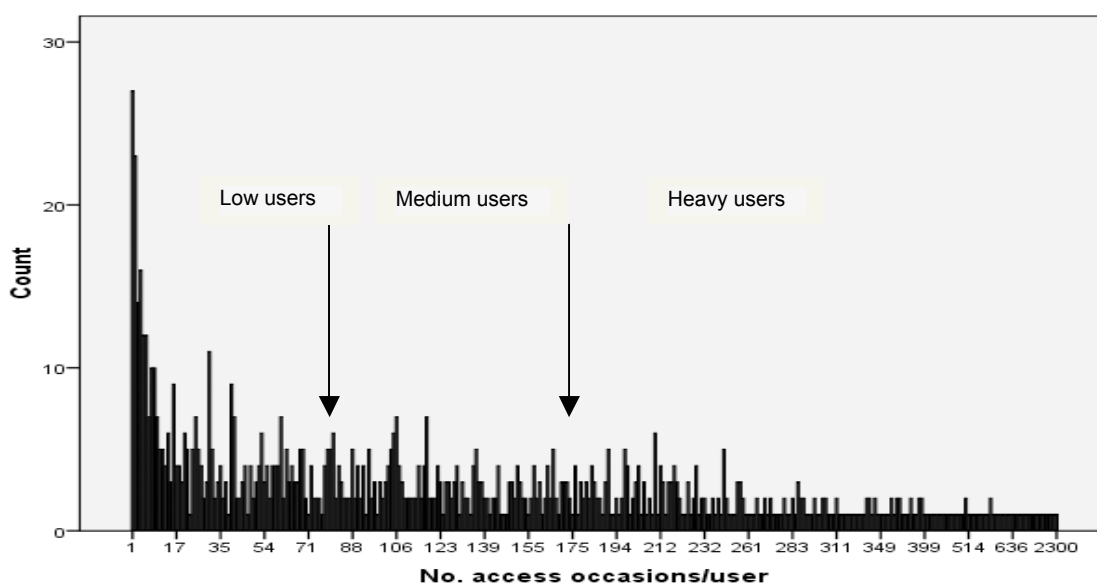 30
Low users Medium users Heavy users
20
Count
10
0
1 17 35 54 71 88 106 123 139 155 175 194 212 232 261 283 311 349 399 514 636 2300
No. access occasions/user